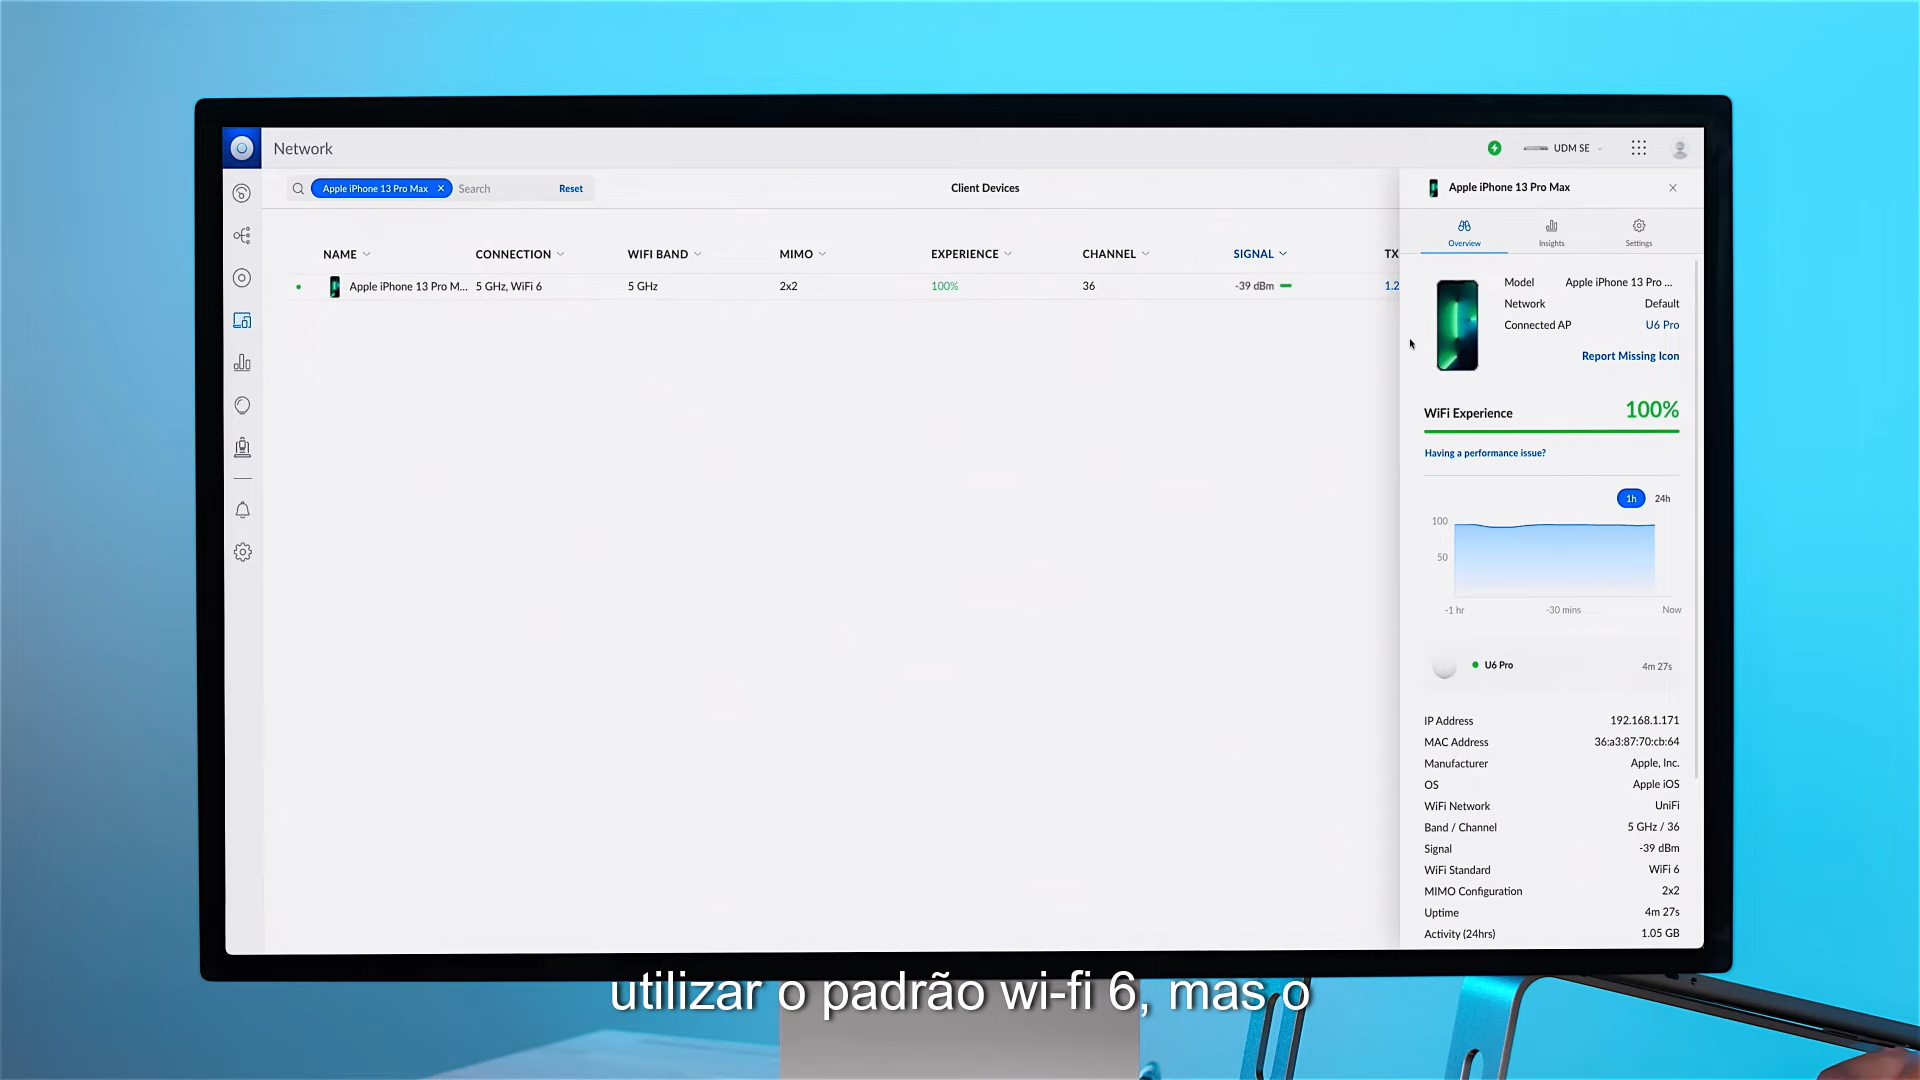 Network
UDM SE
Apple iPhone 13 Pro Max
Search
Reset
Client Devices
Apple iPhone 13 Pro Max
Overview
Insights
Settings
NAME
CONNECTION
WIFI BAND
MIMO
EXPERIENCE
CHANNEL
SIGNAL
TX
Apple iPhone 13 Pro M...
5 GHz, WiFi 6
5 GHz
2x2
100%
36
-39 dBm
1.2
Model Apple iPhone 13 Pro ...
Network Default
Connected AP U6 Pro
Report Missing Icon
WiFi Experience 100%
Having a performance issue?
1h 24h
100
50
-1 hr -30 mins Now
U6 Pro 4m 27s
IP Address 192.168.1.171
MAC Address 36:a3:87:70:cb:64
Manufacturer Apple, Inc.
OS Apple iOS
WiFi Network UniFi
Band / Channel 5 GHz / 36
Signal -39 dBm
WiFi Standard WiFi 6
MIMO Configuration 2x2
Uptime 4m 27s
Activity (24hrs) 1.05 GB
utilizar o padrão wi-fi 6, mas o